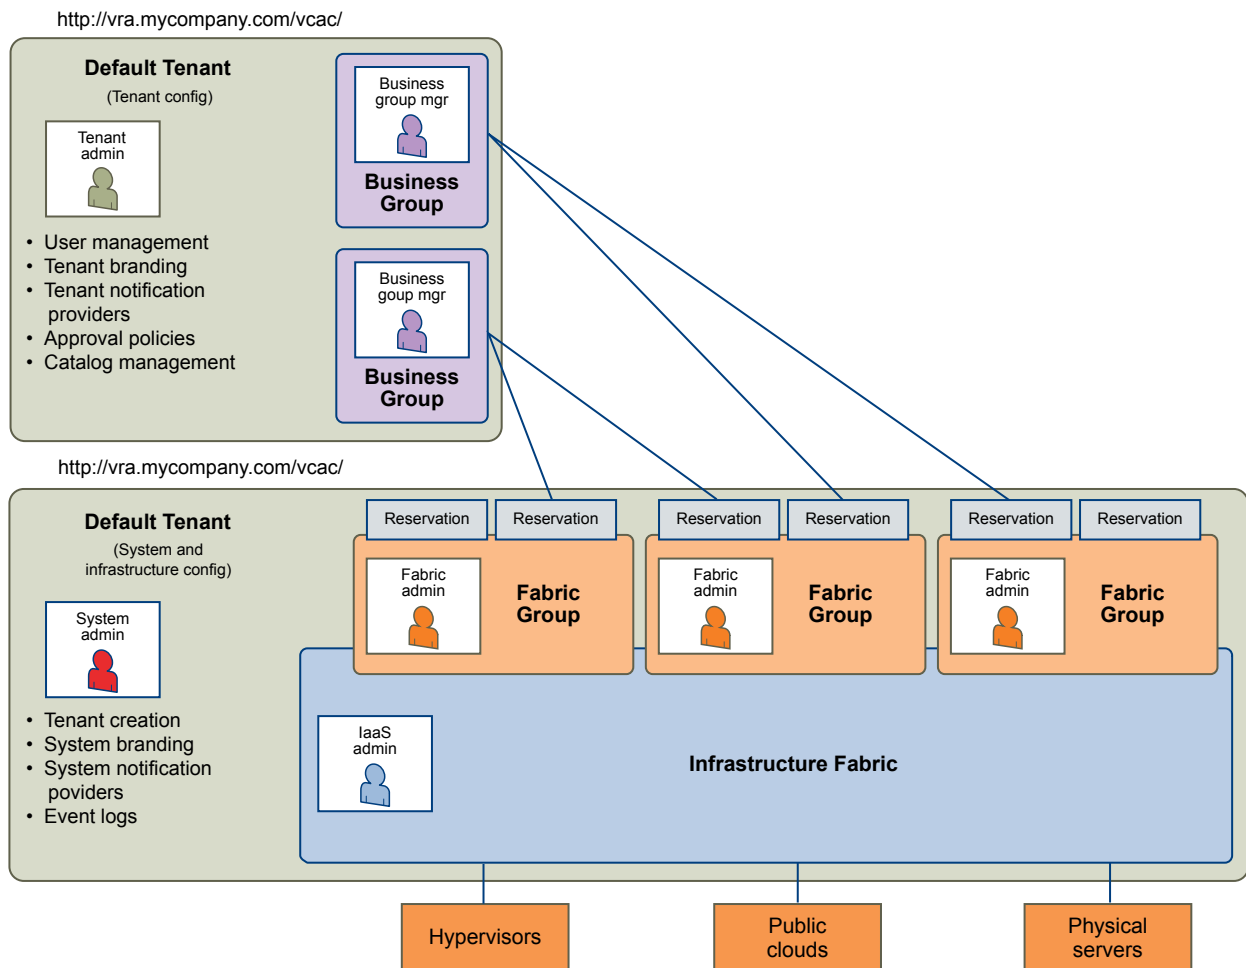 http://vra.mycompany.com/vcac/
Default Tenant
(Tenant config)
Tenant
admin
• User management
• Tenant branding
• Tenant notification
providers
• Approval policies
• Catalog management
Business
group mgr
Business
Group
Business
goup mgr
Business
Group
http://vra.mycompany.com/vcac/
Default Tenant
(System and
infrastructure config)
System
admin
• Tenant creation
• System branding
• System notification
poviders
• Event logs
Reservation
Reservation
Reservation
Reservation
Reservation
Reservation
Fabric
admin
Fabric
Group
Fabric
admin
Fabric
Group
Fabric
admin
Fabric
Group
IaaS
admin
Infrastructure Fabric
Hypervisors
Public
clouds
Physical
servers